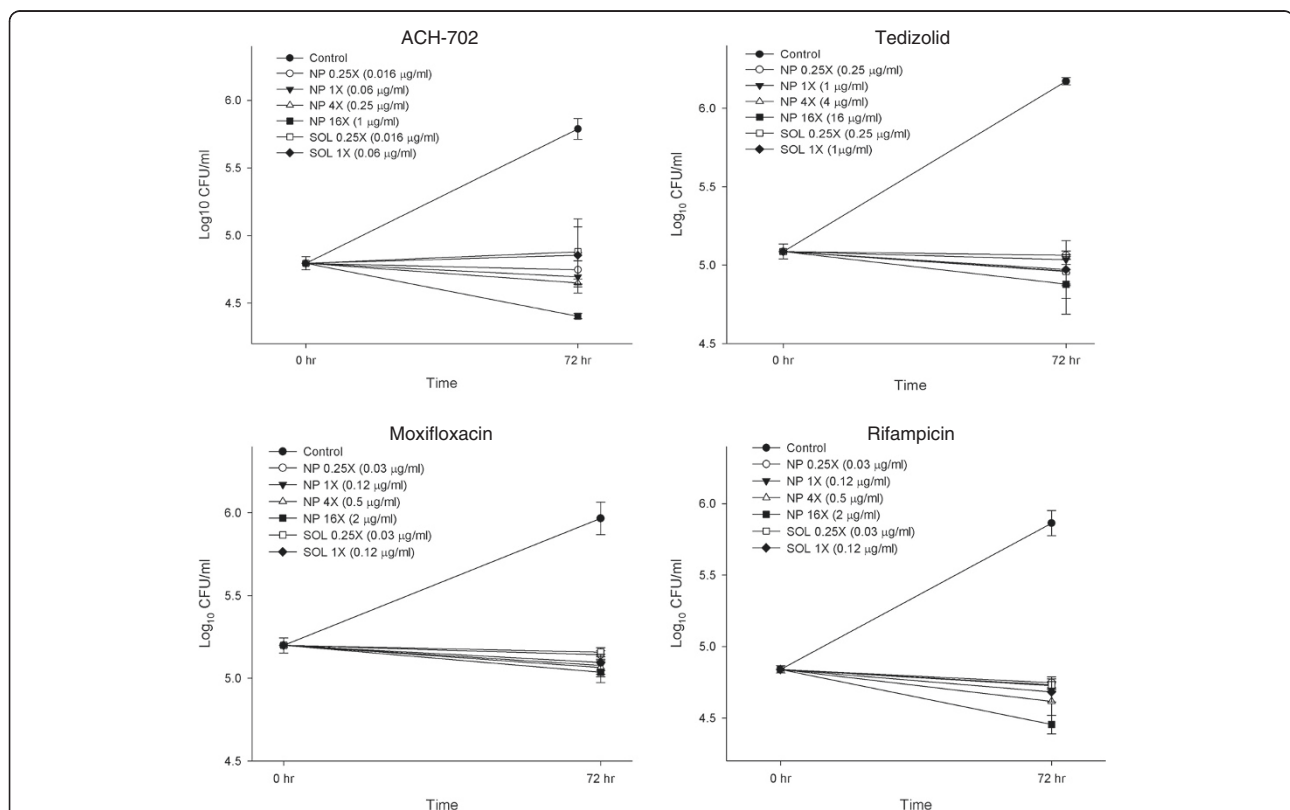 ACH-702
Control
NP 0.25X (0.016 µg/ml)
NP 1X (0.06 µg/ml)
NP 4X (0.25 µg/ml)
NP 16X (1 µg/ml)
SOL 0.25X (0.016 µg/ml)
SOL 1X (0.06 µg/ml)
6.0
5.5
5.0
4.5
Log10 CFU/ml
0 hr
72 hr
Time
Tedizolid
Control
NP 0.25X (0.25 µg/ml)
NP 1X (1 µg/ml)
NP 4X (4 µg/ml)
NP 16X (16 µg/ml)
SOL 0.25X (0.25 µg/ml)
SOL 1X (1µg/ml)
6.0
5.5
5.0
4.5
Log₁₀ CFU/ml
0 hr
72 hr
Time
Moxifloxacin
Control
NP 0.25X (0.03 µg/ml)
NP 1X (0.12 µg/ml)
NP 4X (0.5 µg/ml)
NP 16X (2 µg/ml)
SOL 0.25X (0.03 µg/ml)
SOL 1X (0.12 µg/ml)
6.0
5.5
5.0
4.5
Log₁₀ CFU/ml
0 hr
72 hr
Time
Rifampicin
Control
NP 0.25X (0.03 µg/ml)
NP 1X (0.12 µg/ml)
NP 4X (0.5 µg/ml)
NP 16X (2 µg/ml)
SOL 0.25X (0.03 µg/ml)
SOL 1X (0.12 µg/ml)
6.0
5.5
5.0
4.5
Log₁₀ CFU/ml
0 hr
72 hr
Time